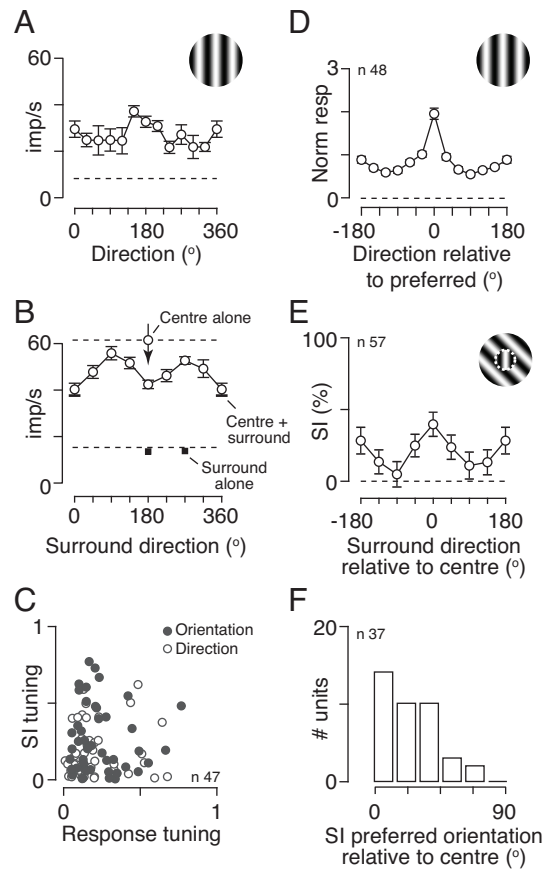 A
60
imp/s
0
0 180 360
Direction (o)
B
Centre alone
60
imp/s
Centre +
surround
Surround
alone
0
0 180 360
Surround direction (o)
C
1
Orientation
Direction
SI tuning
0
n 47
0 1
Response tuning
D
n 48
3
Norm resp
0
-180 0 180
Direction relative
to preferred (o)
E
100
n 57
SI (%)
0
-180 0 180
Surround direction
relative to centre (o)
F
20
n 37
# units
0
0 90
SI preferred orientation
relative to centre (o)